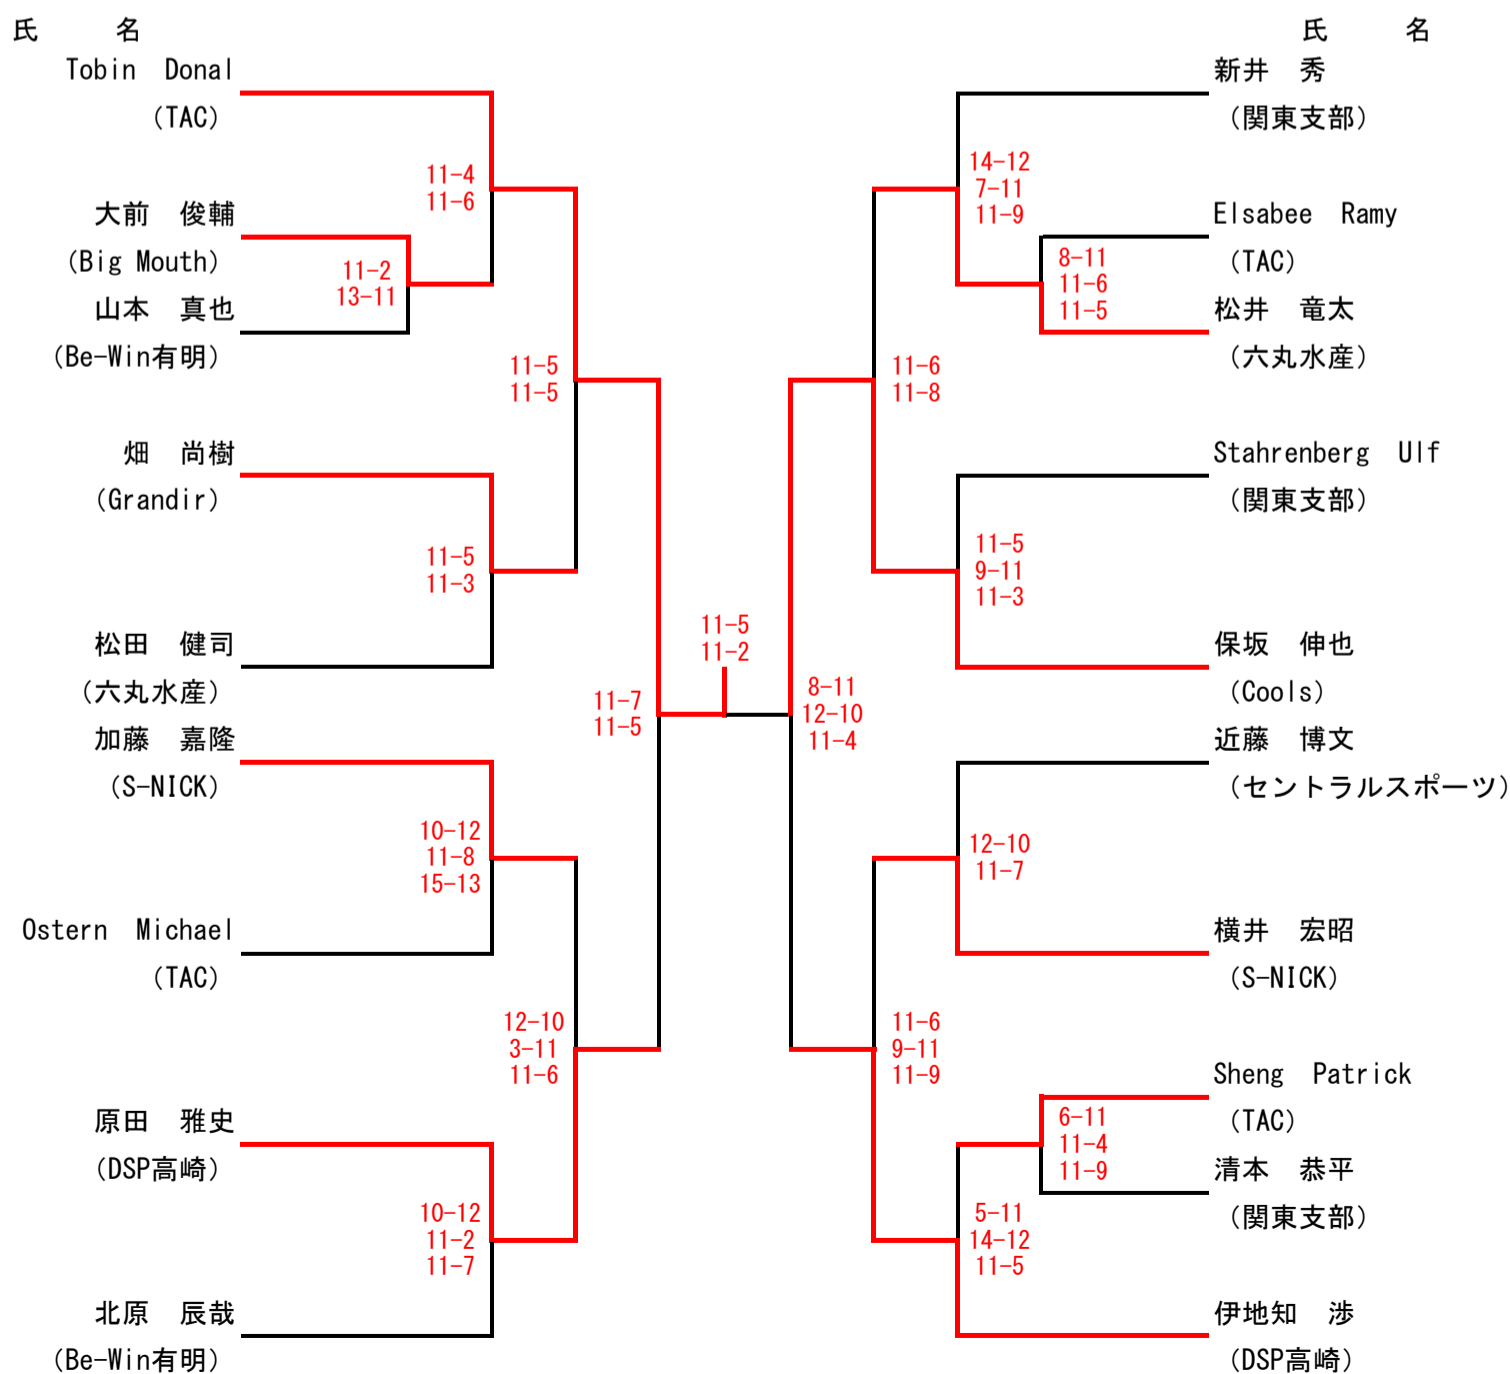 氏　名
Tobin Donal
(TAC)
11-4
11-6
大前 俊輔
(Big Mouth)
11-2
13-11
山本 真也
(Be-Win有明)
11-5
11-5
畑 尚樹
(Grandir)
11-5
11-3
松田 健司
(六丸水産)
11-7
11-5
加藤 嘉隆
(S-NICK)
10-12
11-8
15-13
Ostern Michael
(TAC)
12-10
3-11
11-6
原田 雅史
(DSP高崎)
10-12
11-2
11-7
北原 辰哉
(Be-Win有明)
11-5
11-2
氏　名
新井 秀
(関東支部)
14-12
7-11
11-9
Elsabee Ramy
(TAC)
8-11
11-6
11-5
松井 竜太
(六丸水産)
11-6
11-8
Stahrenberg Ulf
(関東支部)
11-5
9-11
11-3
保坂 伸也
(Cools)
8-11
12-10
11-4
近藤 博文
(セントラルスポーツ)
12-10
11-7
横井 宏昭
(S-NICK)
11-6
9-11
11-9
Sheng Patrick
(TAC)
6-11
11-4
11-9
清本 恭平
(関東支部)
5-11
14-12
11-5
伊地知 渉
(DSP高崎)